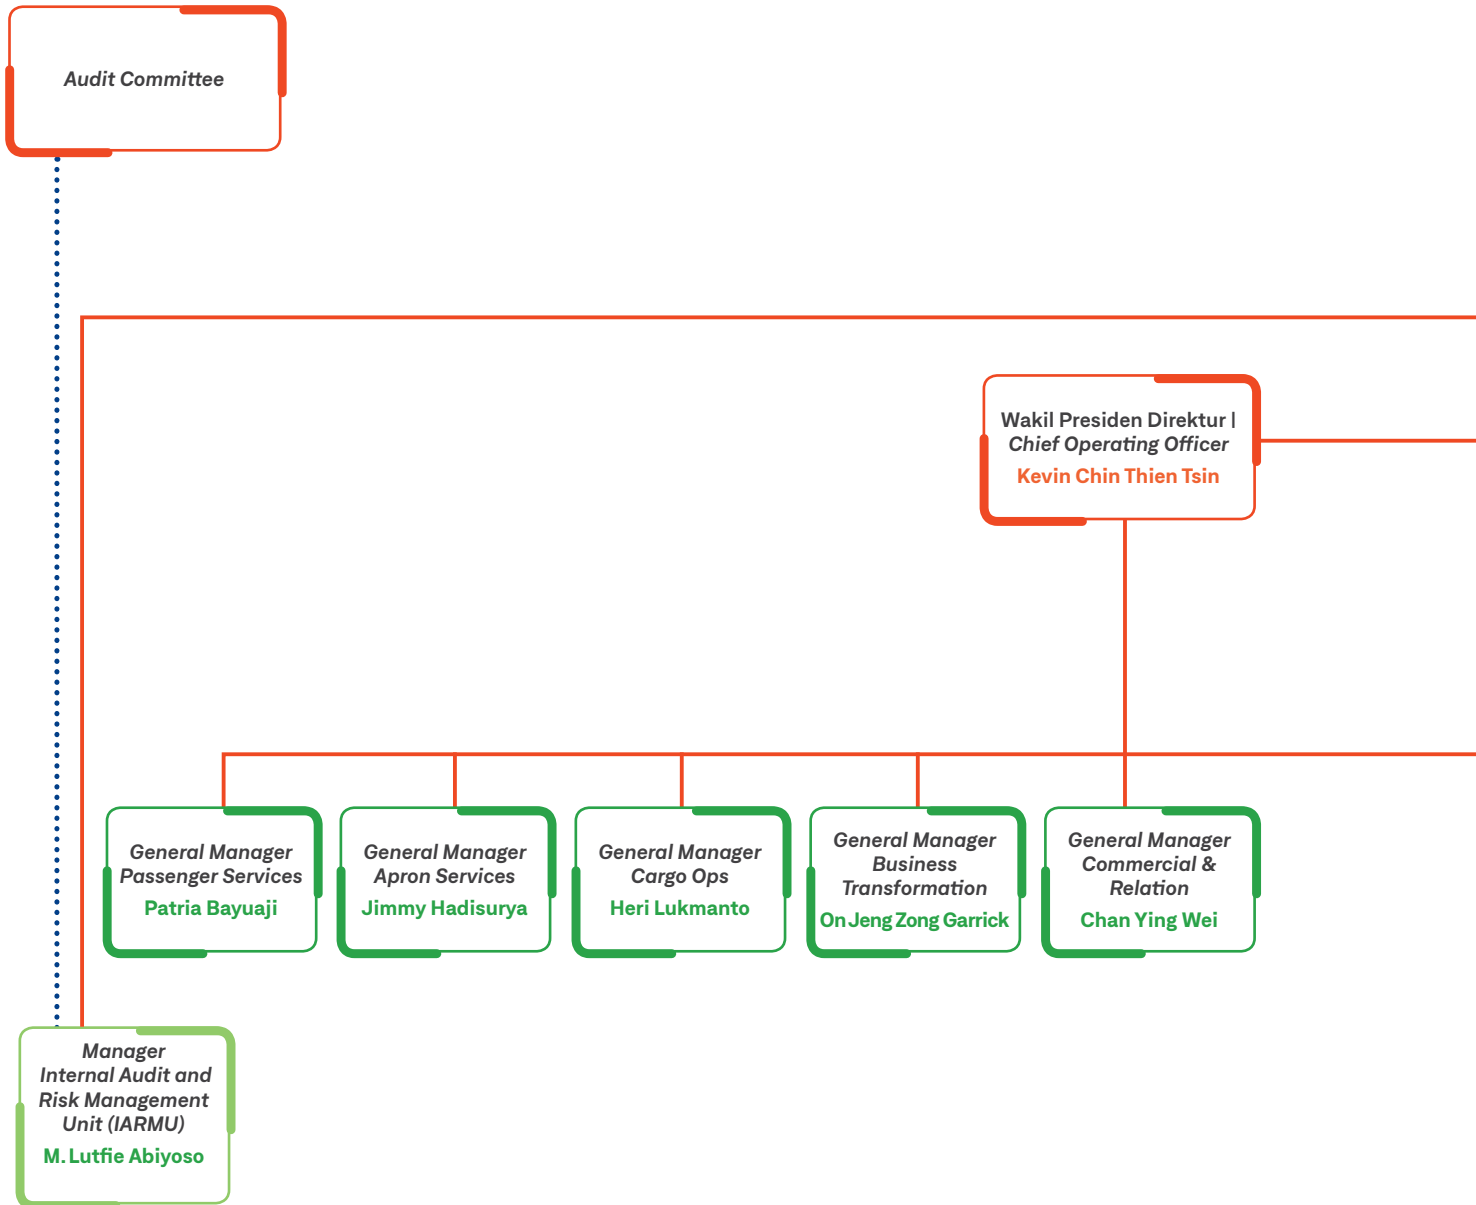 Audit Committee
Wakil Presiden Direktur |
Chief Operating Officer
Kevin Chin Thien Tsin
General Manager
Passenger Services
Patria Bayuaji
General Manager
Apron Services
Jimmy Hadisurya
General Manager
Cargo Ops
Heri Lukmanto
General Manager
Business
Transformation
On Jeng Zong Garrick
General Manager
Commercial &
Relation
Chan Ying Wei
Manager
Internal Audit and
Risk Management
Unit (IARMU)
M. Lutfie Abiyoso